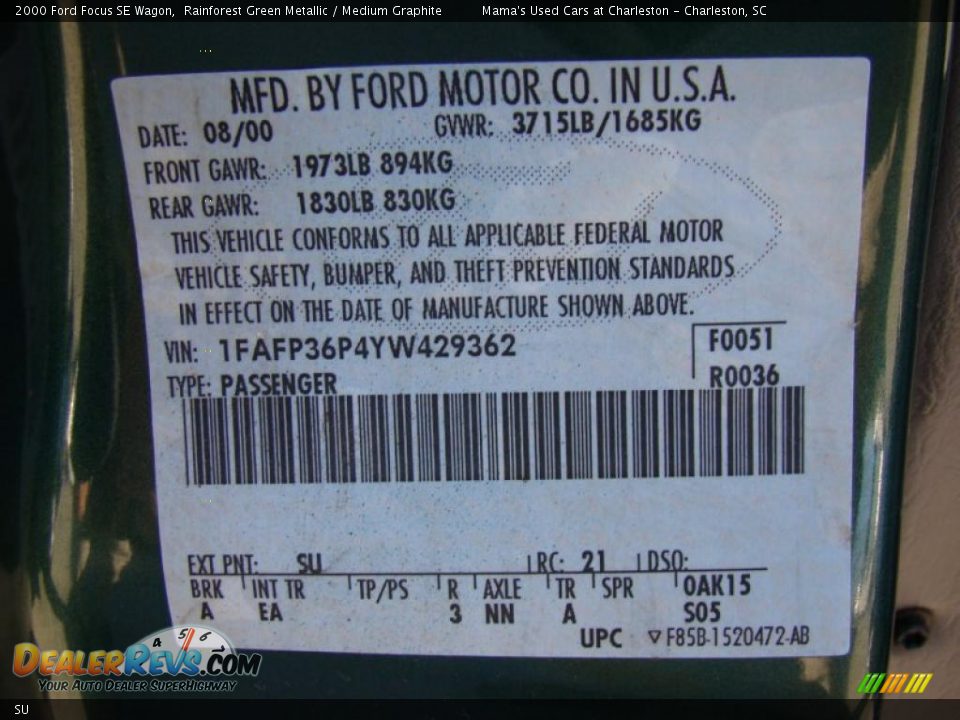 2000 Ford Focus SE Wagon, Rainforest Green Metallic / Medium Graphite Mama's Used Cars at Charleston - Charleston, SC
MFD. BY FORD MOTOR CO. IN U.S.A.
DATE: 08/00 GVWR: 3715LB/1685KG
FRONT GAWR: 1973LB 894KG
REAR GAWR: 1830LB 830KG
THIS VEHICLE CONFORMS TO ALL APPLICABLE FEDERAL MOTOR
VEHICLE SAFETY, BUMPER, AND THEFT PREVENTION STANDARDS
IN EFFECT ON THE DATE OF MANUFACTURE SHOWN ABOVE.
VIN: 1FAFP36P4YW429362 F0051
TYPE: PASSENGER R0036
EXT PNT: SU RC: 21 DSO:
BRK INT TR TP/PS R AXLE TR SPR 0AK15
A EA 3 NN A S05
UPC ▽F85B-1520472-AB
4 5 6
DEALERREVS.COM
YOUR AUTO DEALER SUPERHIGHWAY
SU